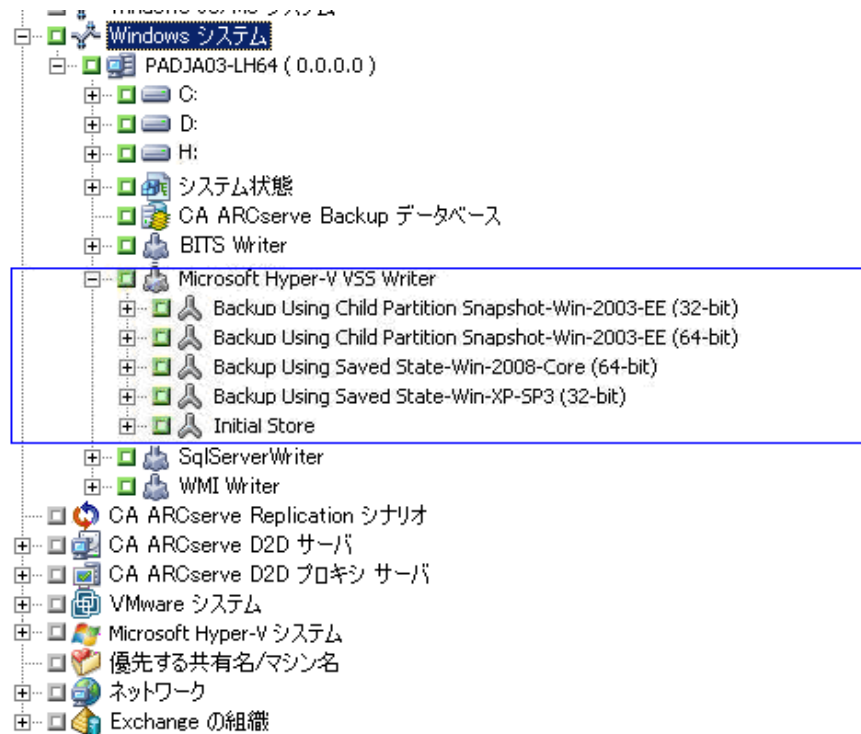 Windows システム
PADJA03-LH64 ( 0.0.0.0 )
C:
D:
H:
システム状態
CA ARCserve Backup データベース
BITS Writer
Microsoft Hyper-V VSS Writer
Backup Using Child Partition Snapshot-Win-2003-EE (32-bit)
Backup Using Child Partition Snapshot-Win-2003-EE (64-bit)
Backup Using Saved State-Win-2008-Core (64-bit)
Backup Using Saved State-Win-XP-SP3 (32-bit)
Initial Store
SqlServerWriter
WMI Writer
CA ARCserve Replication シナリオ
CA ARCserve D2D サーバ
CA ARCserve D2D プロキシ サーバ
VMware システム
Microsoft Hyper-V システム
優先する共有名/マシン名
ネットワーク
Exchange の組織